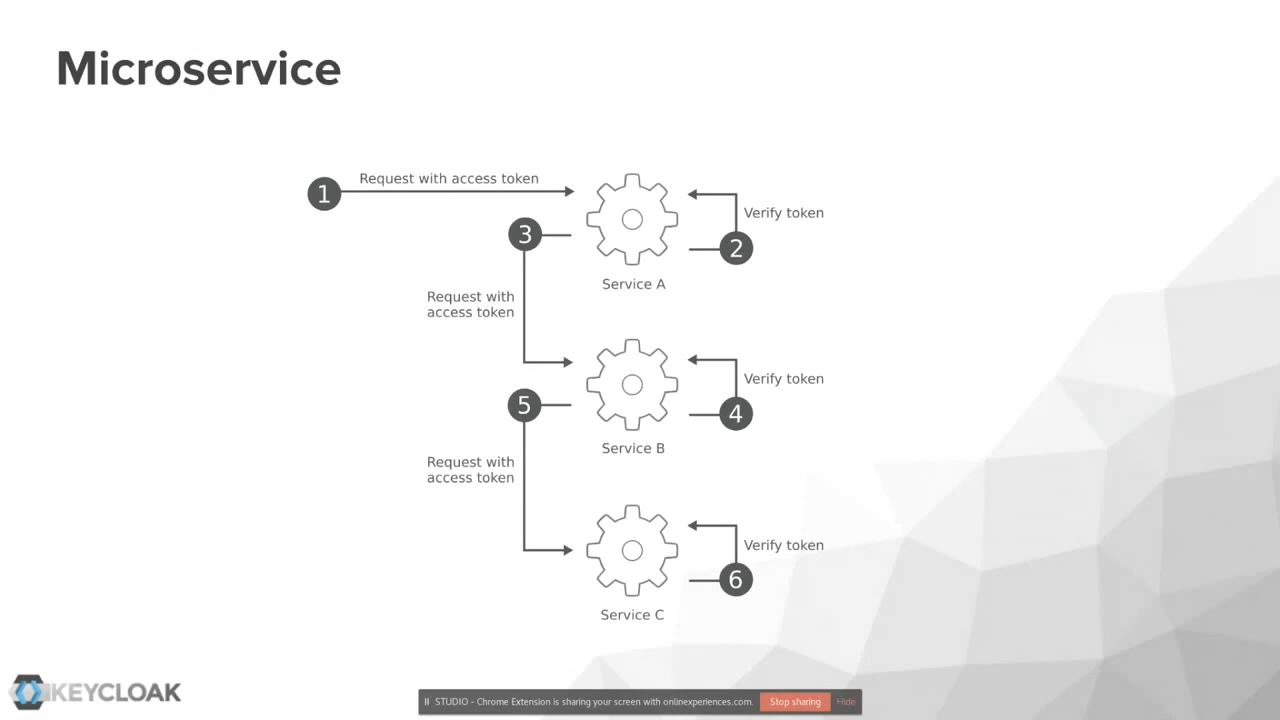 Microservice
1
Request with access token
3
Verify token
2
Service A
Request with
access token
5
Verify token
4
Service B
Request with
access token
Verify token
6
Service C
KEYCLOAK
STUDIO - Chrome Extension is sharing your screen with onlinexperiences.com.
Stop sharing
Hide